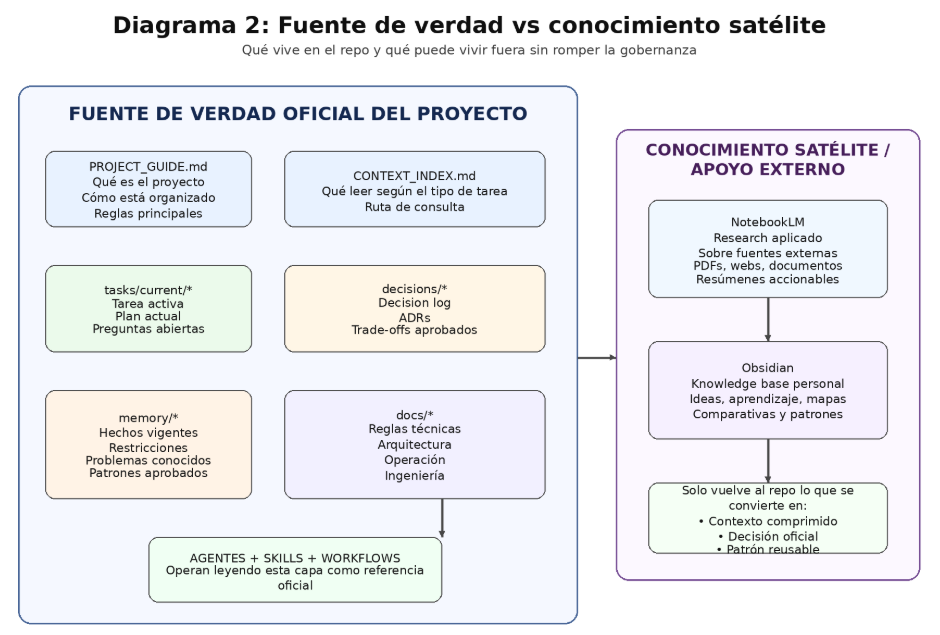 Diagrama 2: Fuente de verdad vs conocimiento satélite
Qué vive en el repo y qué puede vivir fuera sin romper la gobernanza
FUENTE DE VERDAD OFICIAL DEL PROYECTO
PROJECT_GUIDE.md
Qué es el proyecto
Cómo está organizado
Reglas principales
CONTEXT_INDEX.md
Qué leer según el tipo de tarea
Ruta de consulta
tasks/current/*
Tarea activa
Plan actual
Preguntas abiertas
decisions/*
Decision log
ADRs
Trade-offs aprobados
memory/*
Hechos vigentes
Restricciones
Problemas conocidos
Patrones aprobados
docs/*
Reglas técnicas
Arquitectura
Operación
Ingeniería
AGENTES + SKILLS + WORKFLOWS
Operan leyendo esta capa como referencia
oficial
CONOCIMIENTO SATÉLITE /
APOYO EXTERNO
NotebookLM
Research aplicado
Sobre fuentes externas
PDFs, webs, documentos
Resúmenes accionables
Obsidian
Knowledge base personal
Ideas, aprendizaje, mapas
Comparativas y patrones
Solo vuelve al repo lo que se
convierte en:
• Contexto comprimido
• Decisión oficial
• Patrón reusable